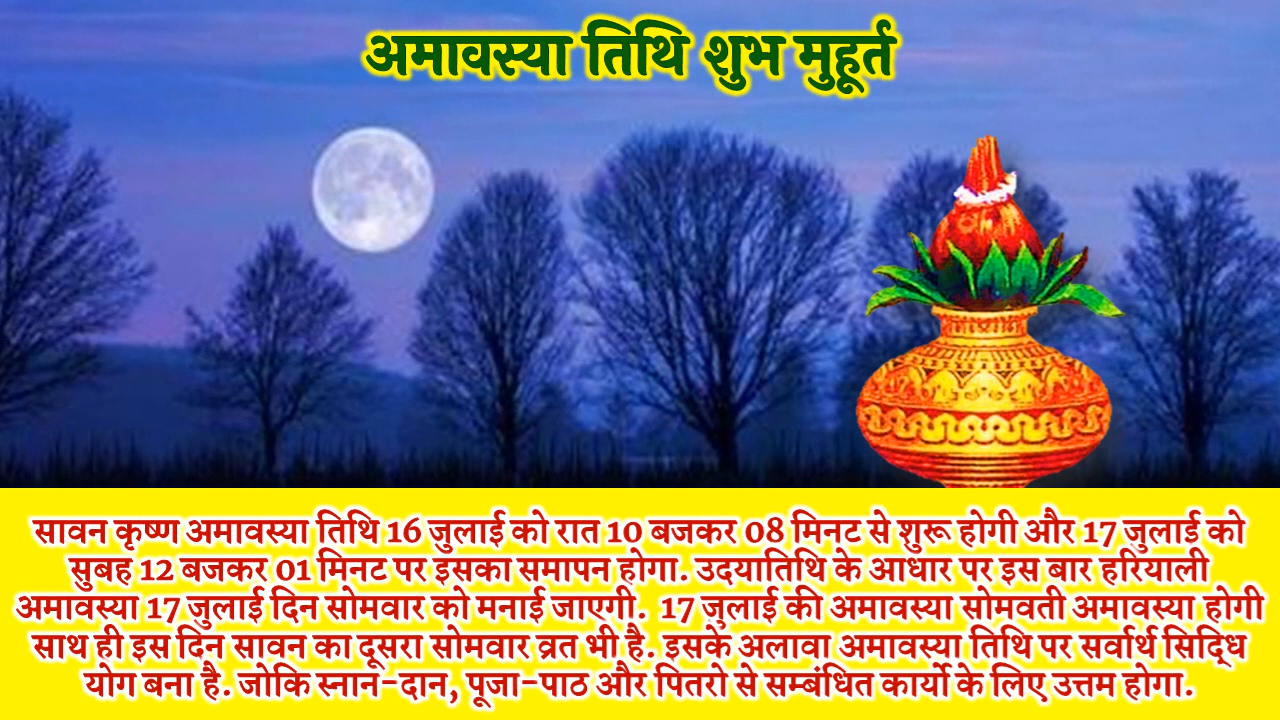 अमावस्या तिथि शुभ मुहूर्त
सावन कृष्ण अमावस्या तिथि 16 जुलाई को रात 10 बजकर 08 मिनट से शुरू होगी और 17 जुलाई को
सुबह 12 बजकर 01 मिनट पर इसका समापन होगा. उदयातिथि के आधार पर इस बार हरियाली
अमावस्या 17 जुलाई दिन सोमवार को मनाई जाएगी. 17 जुलाई की अमावस्या सोमवती अमावस्या होगी
साथ ही इस दिन सावन का दूसरा सोमवार व्रत भी है. इसके अलावा अमावस्या तिथि पर सर्वार्थ सिद्धि
योग बना है. जोकि स्नान-दान, पूजा-पाठ और पितरो से सम्बंधित कार्यो के लिए उत्तम होगा.